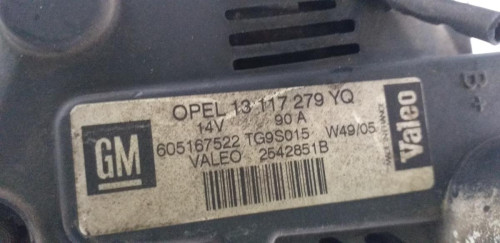 OPEL 13 117 279 YQ
14V 90 A
GM
605167522 TG9S015 W49/05
VALEO 2542851B
Valeo
B+